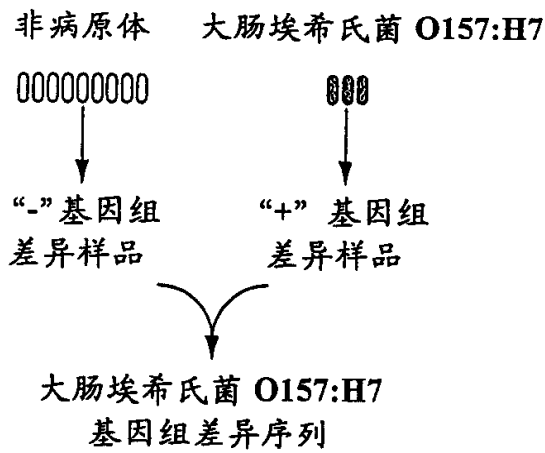 非病原体
大肠埃希氏菌 O157:H7
“-”基因组
差异样品
“+” 基因组
差异样品
大肠埃希氏菌 O157:H7
基因组差异序列